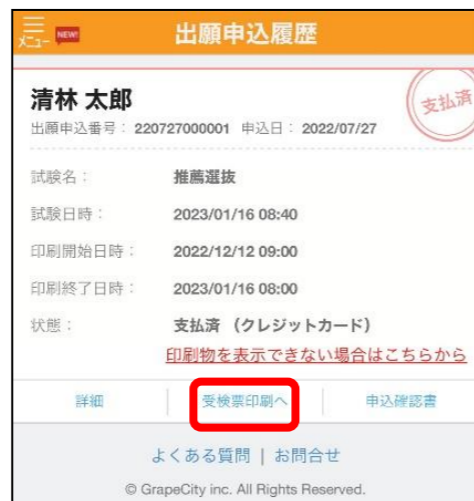 メニュー NEW! 出願申込履歴
清林 太郎
支払済
出願申込番号： 220727000001 申込日： 2022/07/27
試験名： 推薦選抜
試験日時： 2023/01/16 08:40
印刷開始日時： 2022/12/12 09:00
印刷終了日時： 2023/01/16 08:00
状態： 支払済 （クレジットカード）
印刷物を表示できない場合はこちらから
詳細 受検票印刷へ 申込確認書
よくある質問 | お問合せ
© GrapeCity inc. All Rights Reserved.